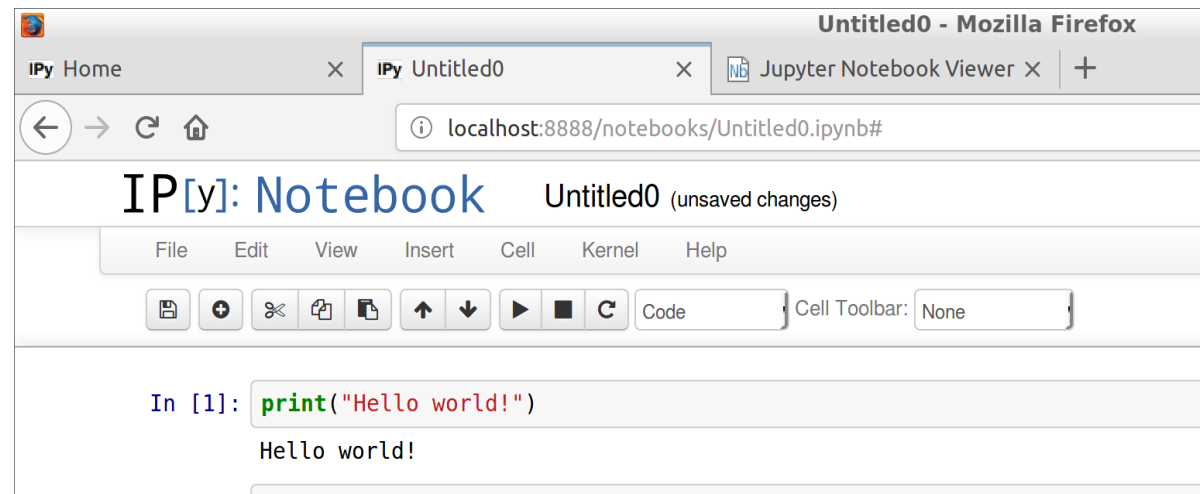 Untitled0 - Mozilla Firefox
IPy Home IPy Untitled0 Nb Jupyter Notebook Viewer
localhost:8888/notebooks/Untitled0.ipynb#
IP[y]: Notebook Untitled0 (unsaved changes)
File Edit View Insert Cell Kernel Help
Code Cell Toolbar: None
In [1]: print("Hello world!")
Hello world!